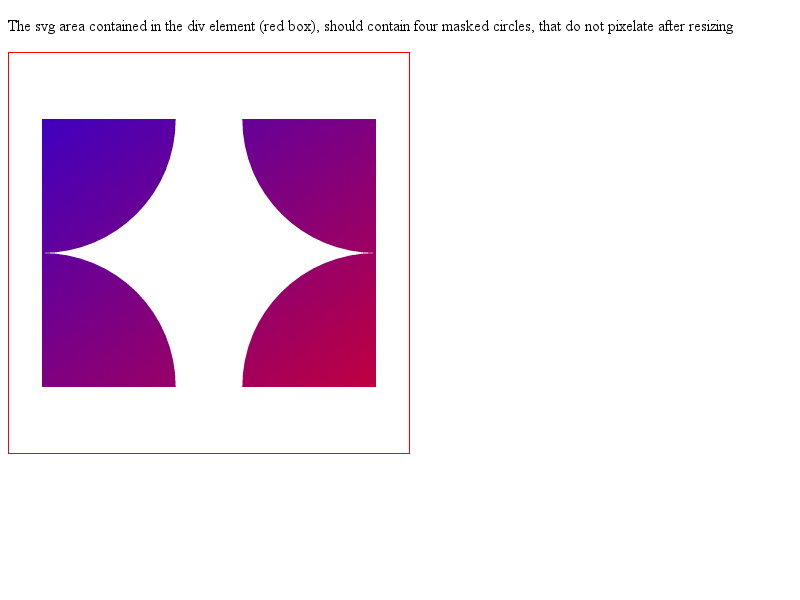 The svg area contained in the div element (red box), should contain four masked circles, that do not pixelate after resizing